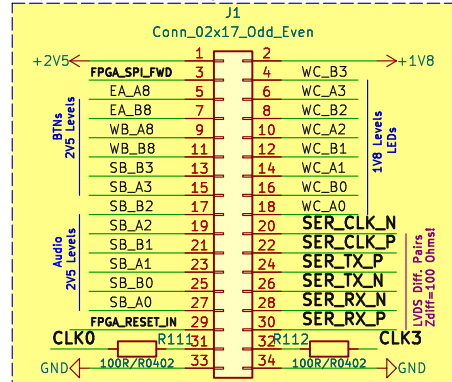 J1
Conn_02x17_Odd_Even
+2V5 1 2 +1V8
FPGA_SPI_FWD 3 4 WC_B3
EA_A8 5 6 WC_A3
EA_B8 7 8 WC_B2
WB_A8 9 10 WC_A2
WB_B8 11 12 WC_B1
SB_B3 13 14 WC_A1
SB_A3 15 16 WC_B0
SB_B2 17 18 WC_A0
SB_A2 19 20 SER_CLK_N
SB_B1 21 22 SER_CLK_P
SB_A1 23 24 SER_TX_P
SB_B0 25 26 SER_TX_N
SB_A0 27 28 SER_RX_N
FPGA_RESET_IN 29 30 SER_RX_P
CLK0 R111 31 32 R112 CLK3
100R/R0402 100R/R0402
GND 33 34 GND
BTNs
2V5 Levels
Audio
2V5 Levels
1V8 Levels
LEDs
LVDS Diff. Pairs
Zdiff=100 Ohms!